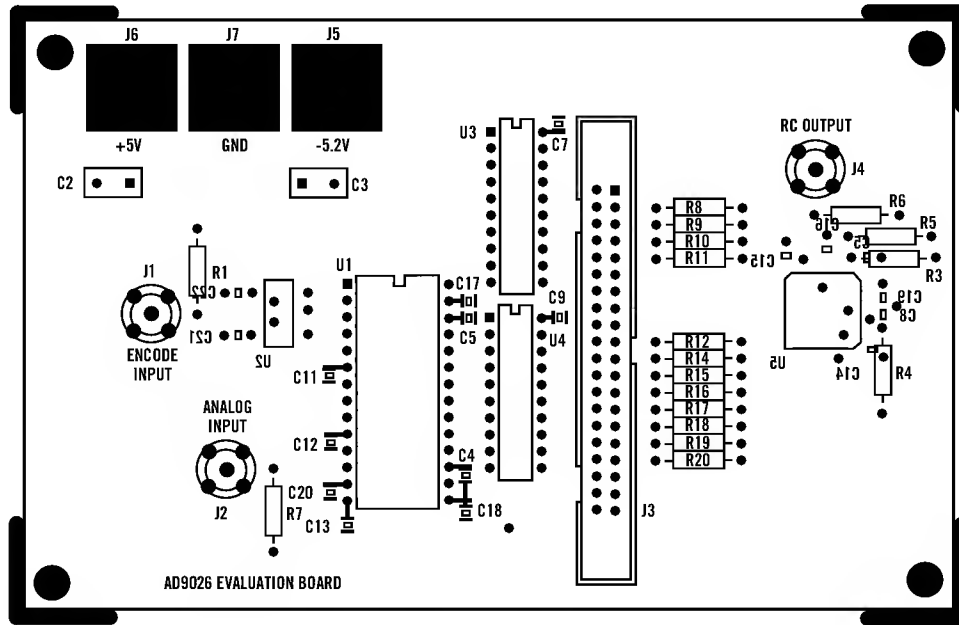 J6
J7
J5
+5V
GND
-5.2V
C2
C3
U3
C7
RC OUTPUT
J4
R8
R9
R10
R11
R6
C16
R5
C6
R3
C15
J1
R1
C22
U1
C17
C9
C19
C8
C21
U2
C5
U4
ENCODE
INPUT
C11
R12
R14
R15
R16
R17
R18
R19
R20
U5
C14
R4
ANALOG
INPUT
C12
C4
J2
C20
R7
C13
C18
J3
AD9026 EVALUATION BOARD